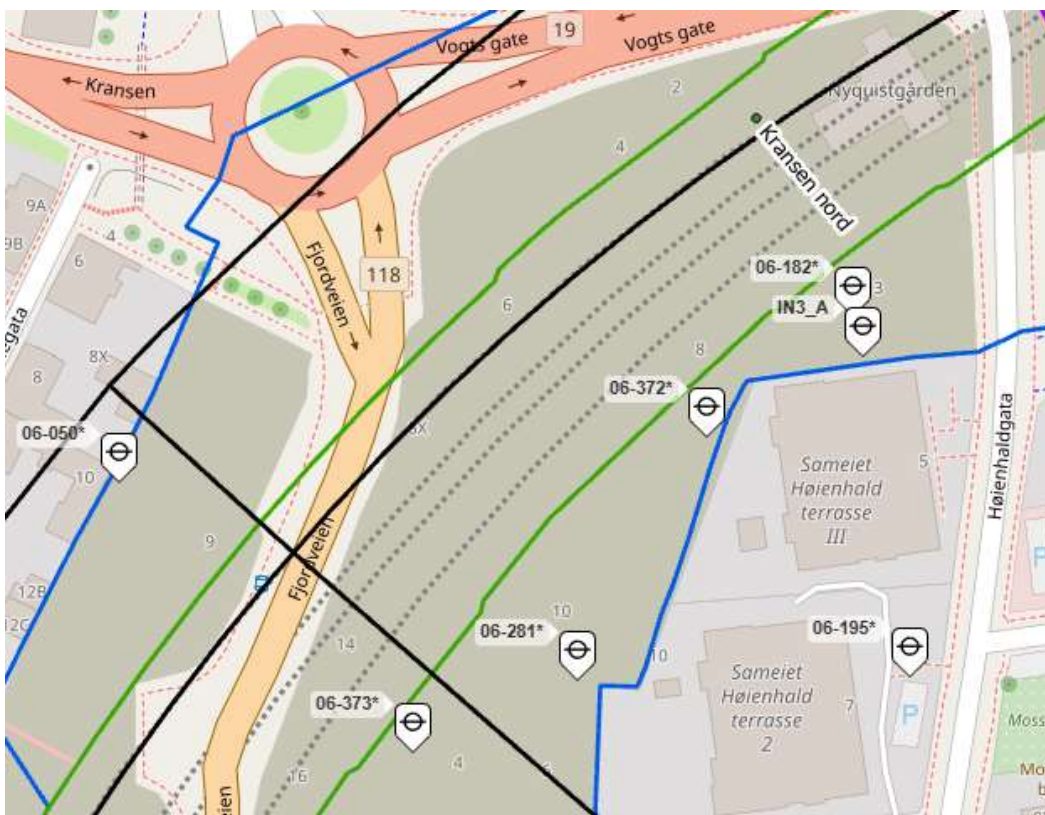 19
Vogts gate
Vogts gate
Kransen
2
Nyquistgården
4
Kransen nord
9A
9B
4
6
Fjordveien
118
06-182*
3
IN3_A
6
8X
8
8
06-372*
06-050*
10
5
Sameiet
Høienhald
terrasse
III
Høienhaldgata
9
Fjordveien
12B
10
06-281*
06-195*
14
10
Sameiet
Høienhald
terrasse
2
7
P
06-373*
4
16